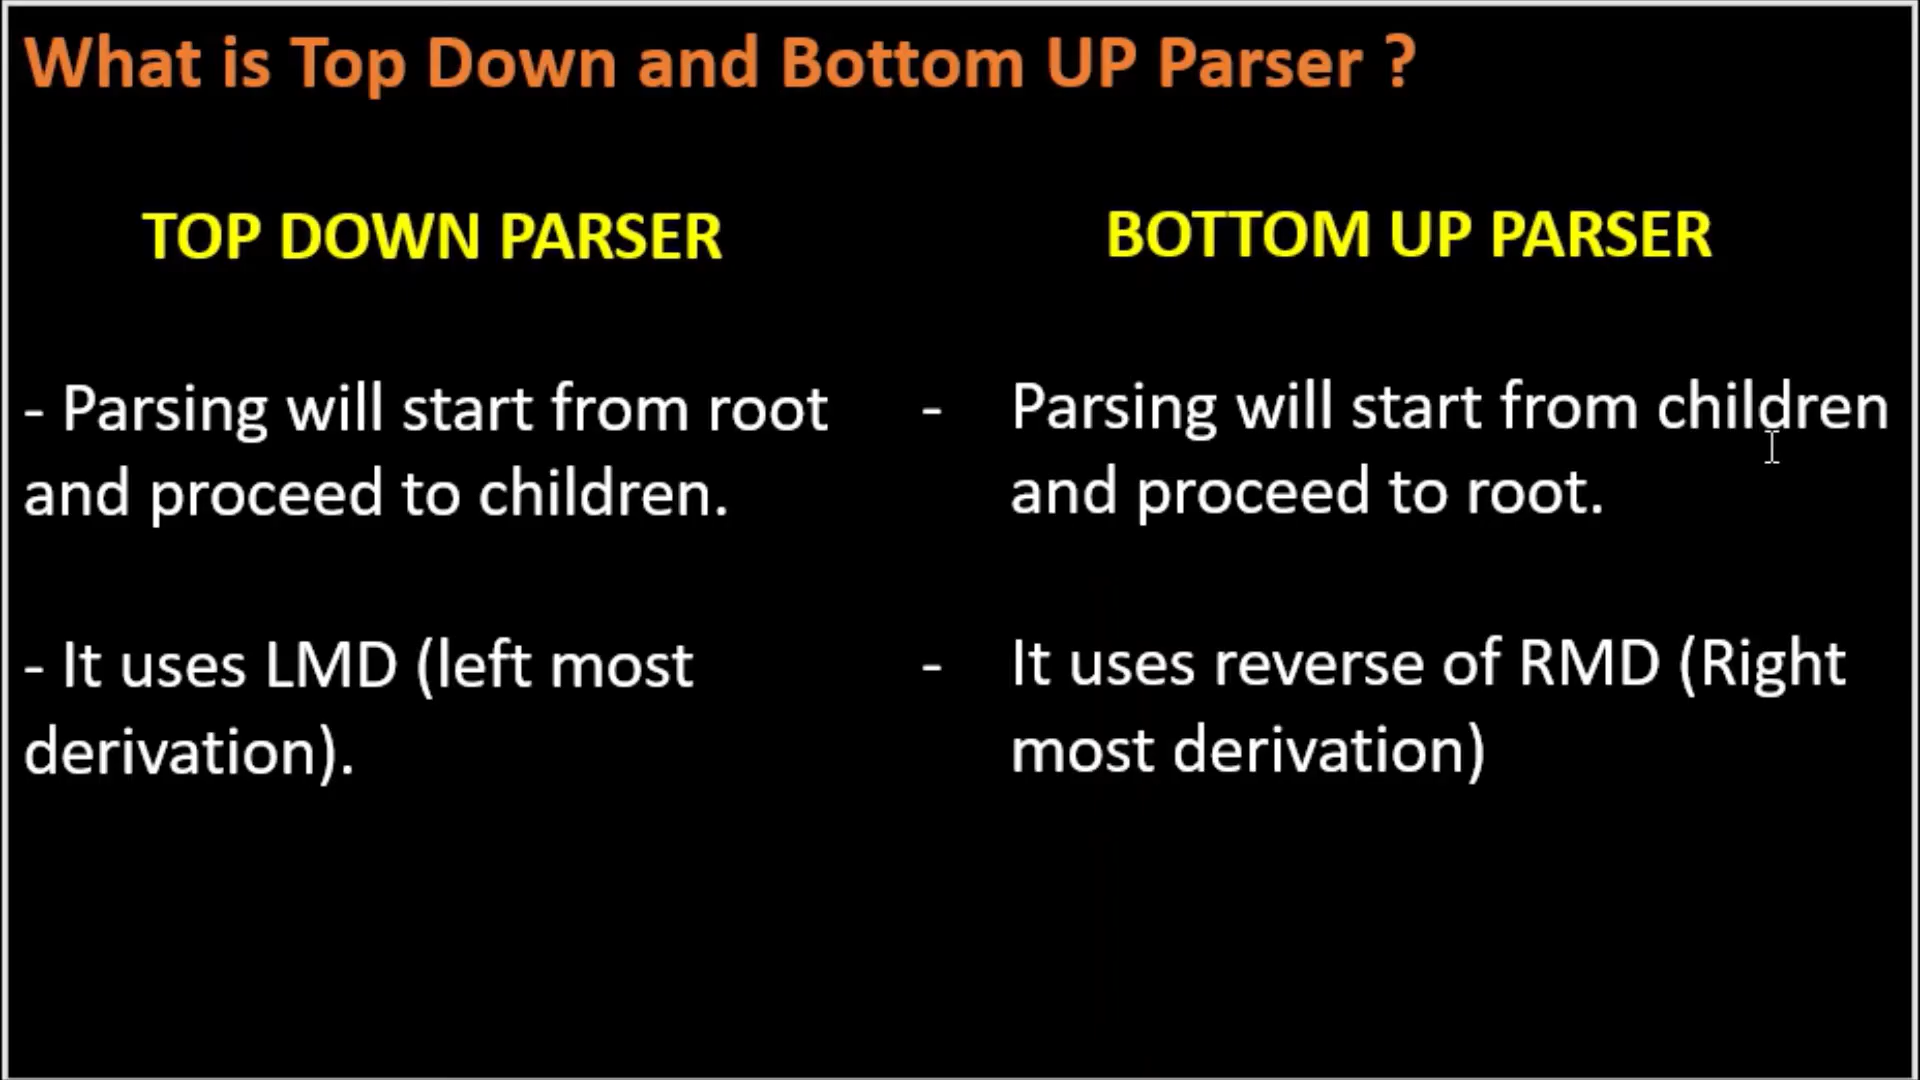 What is Top Down and Bottom UP Parser ?
TOP DOWN PARSER
- Parsing will start from root
and proceed to children.
- It uses LMD (left most
derivation).
BOTTOM UP PARSER
- Parsing will start from children
and proceed to root.
- It uses reverse of RMD (Right
most derivation)